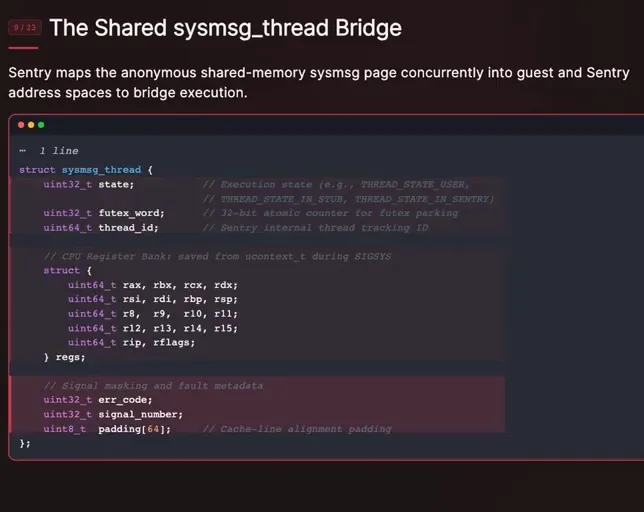 9 / 23
The Shared sysmsg_thread Bridge
Sentry maps the anonymous shared-memory sysmsg page concurrently into guest and Sentry
address spaces to bridge execution.
⋯ 1 line
struct sysmsg_thread {
uint32_t state; // Execution state (e.g., THREAD_STATE_USER,
// THREAD_STATE_IN_STUB, THREAD_STATE_IN_SENTRY)
uint32_t futex_word; // 32-bit atomic counter for futex parking
uint64_t thread_id; // Sentry internal thread tracking ID
// CPU Register Bank: saved from ucontext_t during SIGSYS
struct {
uint64_t rax, rbx, rcx, rdx;
uint64_t rsi, rdi, rbp, rsp;
uint64_t r8, r9, r10, r11;
uint64_t r12, r13, r14, r15;
uint64_t rip, rflags;
} regs;
// Signal masking and fault metadata
uint32_t err_code;
uint32_t signal_number;
uint8_t padding[64]; // Cache-line alignment padding
};